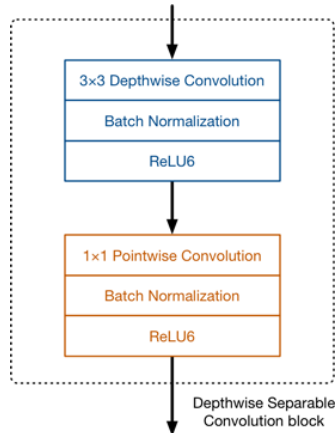 3×3 Depthwise Convolution
Batch Normalization
ReLU6
1×1 Pointwise Convolution
Batch Normalization
ReLU6
Depthwise Separable
Convolution block